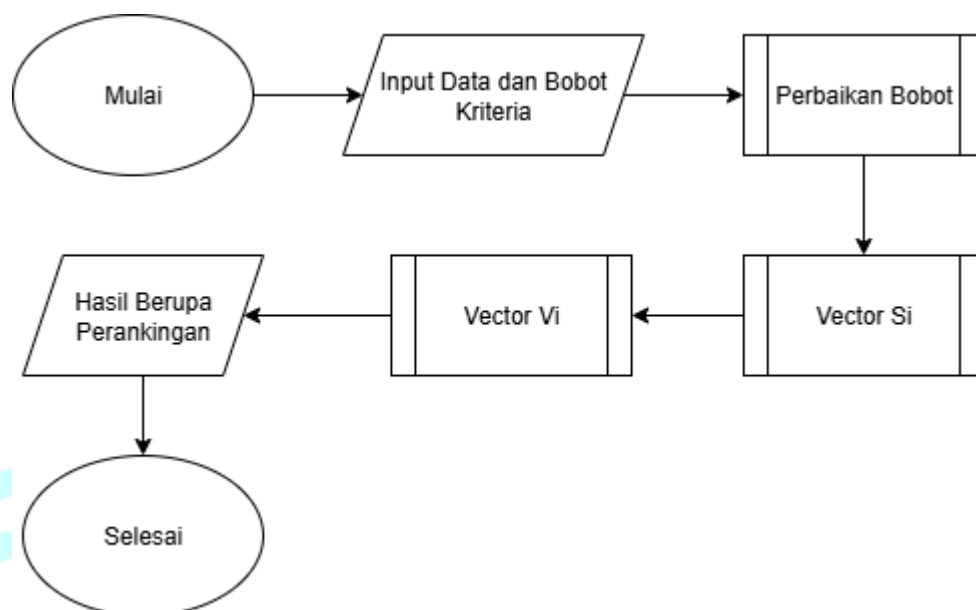 Mulai
Input Data dan Bobot
Kriteria
Perbaikan Bobot
Vector Si
Vector Vi
Hasil Berupa
Perankingan
Selesai